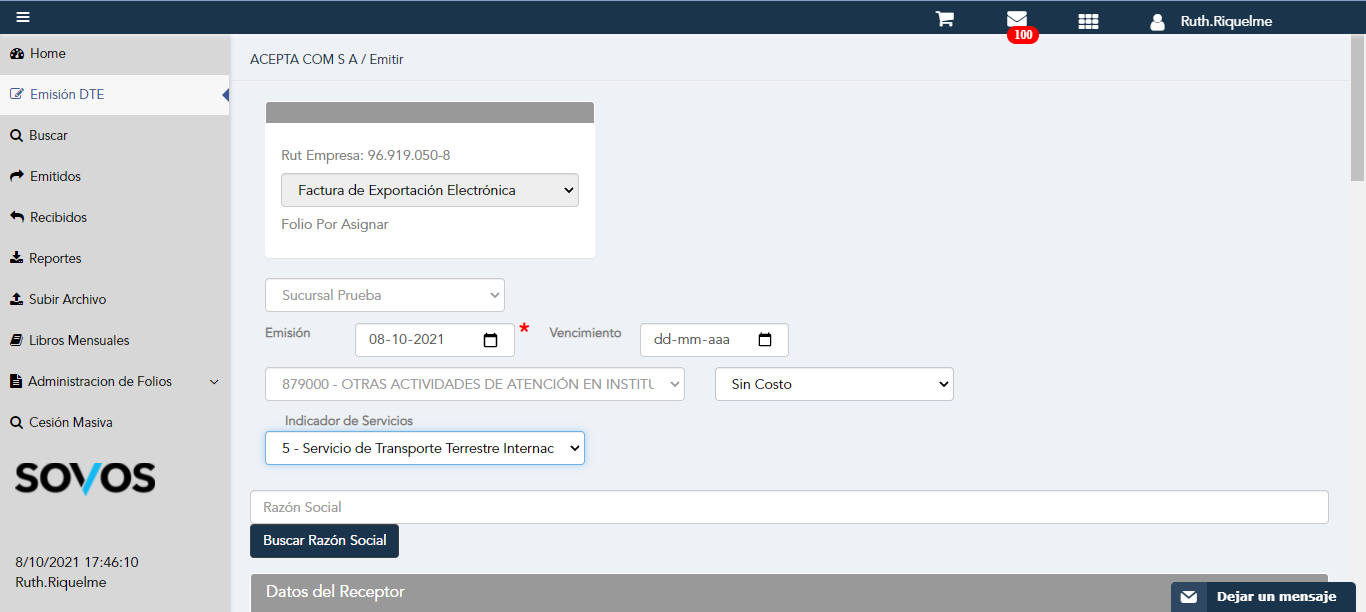 100
Ruth.Riquelme
Home
Emisión DTE
Buscar
Emitidos
Recibidos
Reportes
Subir Archivo
Libros Mensuales
Administracion de Folios
Cesión Masiva
SOVOS
8/10/2021 17:46:10
Ruth.Riquelme
ACEPTA COM S A / Emitir
Rut Empresa: 96.919.050-8
Factura de Exportación Electrónica
Folio Por Asignar
Sucursal Prueba
Emisión 08-10-2021 * Vencimiento dd-mm-aaa
879000 - OTRAS ACTIVIDADES DE ATENCIÓN EN INSTITU Sin Costo
Indicador de Servicios
5 - Servicio de Transporte Terrestre Internac
Razón Social
Buscar Razón Social
Datos del Receptor
Dejar un mensaje